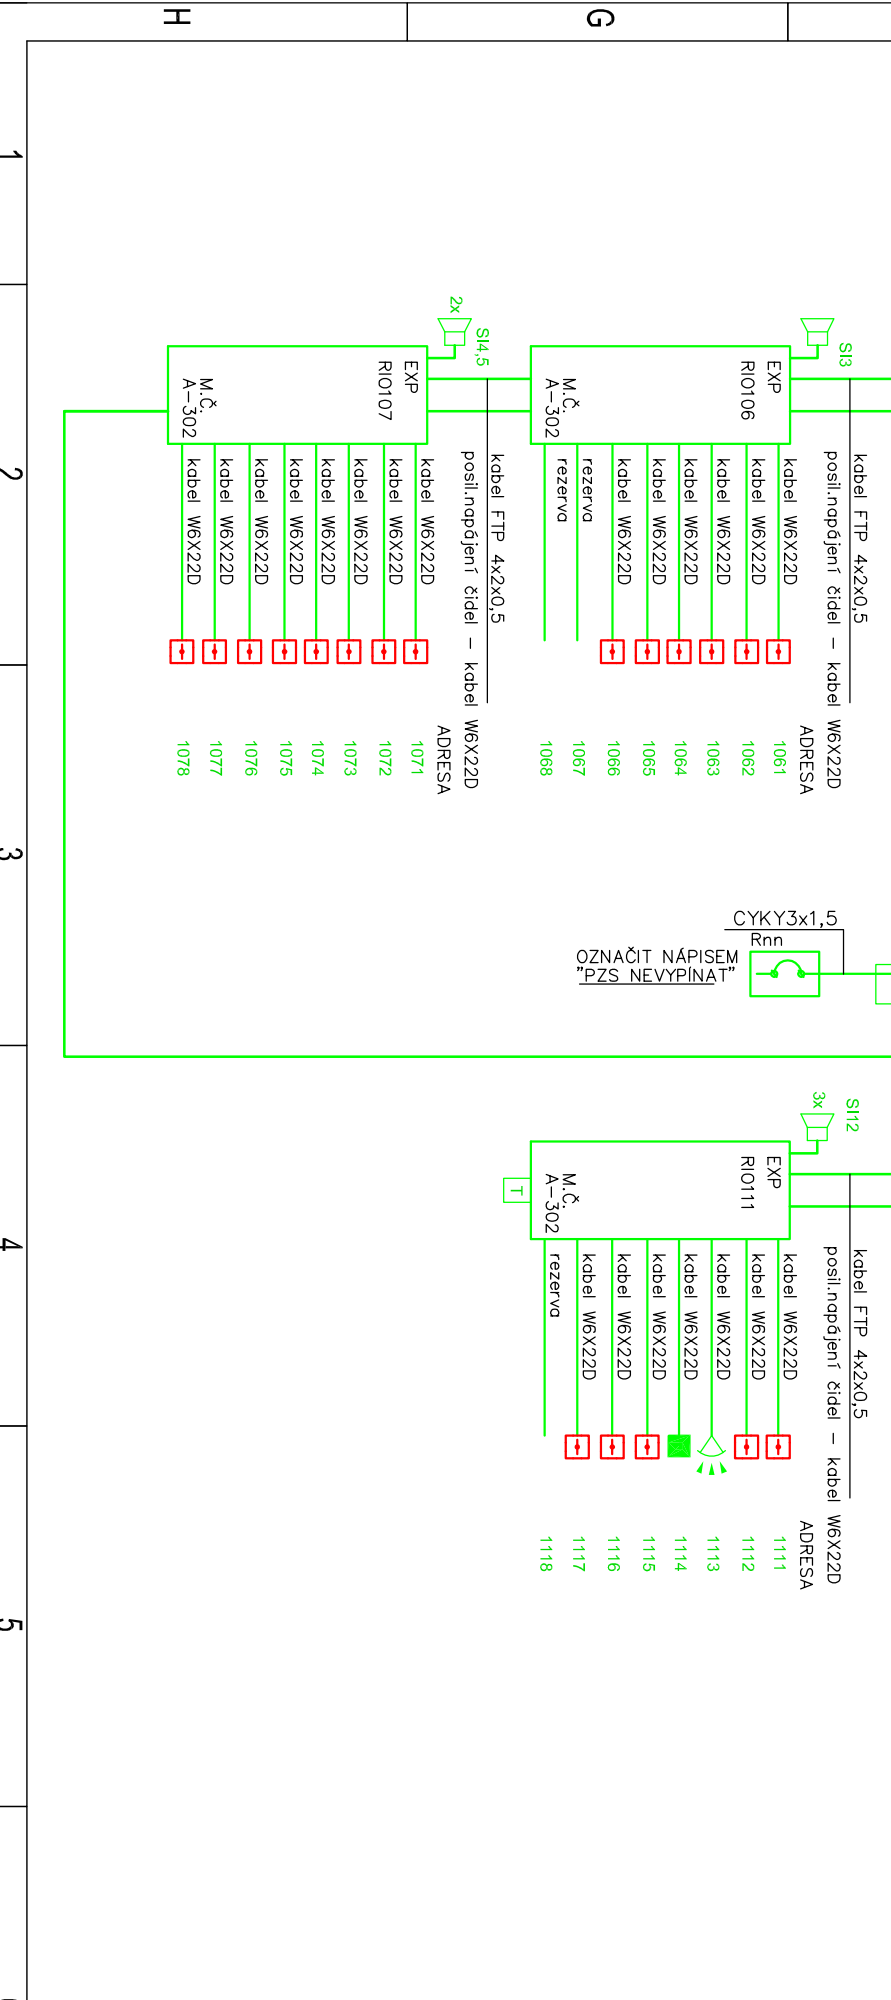 H
G
1
2
3
4
5
2x
SI4,5
EXP
RIO107
M.Č.
A-302
kabel FTP 4x2x0,5
posil.napájení čidel – kabel W6X22D
ADRESA
kabel W6X22D
1071
kabel W6X22D
1072
kabel W6X22D
1073
kabel W6X22D
1074
kabel W6X22D
1075
kabel W6X22D
1076
kabel W6X22D
1077
kabel W6X22D
1078
SI3
EXP
RIO106
M.Č.
A-302
kabel FTP 4x2x0,5
posil.napájení čidel – kabel W6X22D
ADRESA
kabel W6X22D
1061
kabel W6X22D
1062
kabel W6X22D
1063
kabel W6X22D
1064
kabel W6X22D
1065
kabel W6X22D
1066
rezerva
1067
rezerva
1068
CYKY3x1,5
Rnn
OZNAČIT NÁPISEM
"PZS NEVYPÍNAT"
3x
SI12
EXP
RIO111
M.Č.
A-302
T
kabel FTP 4x2x0,5
posil.napájení čidel – kabel W6X22D
ADRESA
kabel W6X22D
1111
kabel W6X22D
1112
kabel W6X22D
1113
kabel W6X22D
1114
kabel W6X22D
1115
kabel W6X22D
1116
kabel W6X22D
1117
rezerva
1118